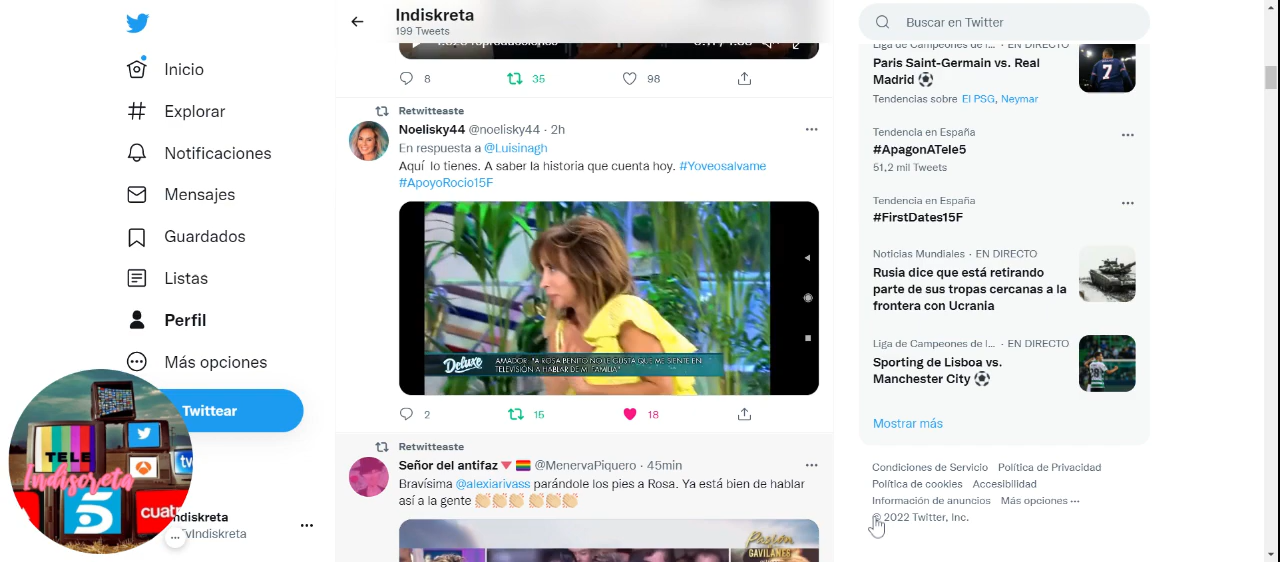 Inicio
Explorar
Notificaciones
Mensajes
Guardados
Listas
Perfil
Más opciones
Twittear
TELE
Indiscreta
5
cuatr
tv
Indiskreta
TvIndiskreta
Indiskreta
199 Tweets
8 35 98
Retwitteaste
Noelisky44 @noelisky44 · 2h
En respuesta a @Luisinagh
Aquí lo tienes. A saber la historia que cuenta hoy. #Yoveosalvame
#ApoyoRocio15F
Deluxe
AMADOR: "A ROSA BENITO NO LE GUSTA QUE ME SIENTE EN
TELEVISIÓN A HABLAR DE MI FAMILIA"
2 15 18
Retwitteaste
Señor del antifaz @MenervaPiquero · 45min
Bravísima @alexiarivass parándole los pies a Rosa. Ya está bien de hablar
así a la gente
Pasión
GAVILANES
Buscar en Twitter
Liga de Campeones de l... · EN DIRECTO
Paris Saint-Germain vs. Real
Madrid
Tendencias sobre El PSG, Neymar
7
Tendencia en España
#ApagonATele5
51,2 mil Tweets
Tendencia en España
#FirstDates15F
Noticias Mundiales · EN DIRECTO
Rusia dice que está retirando
parte de sus tropas cercanas a la
frontera con Ucrania
Liga de Campeones de l... · EN DIRECTO
Sporting de Lisboa vs.
Manchester City
28
Mostrar más
Condiciones de Servicio Política de Privacidad
Política de cookies Accesibilidad
Información de anuncios Más opciones ···
© 2022 Twitter, Inc.